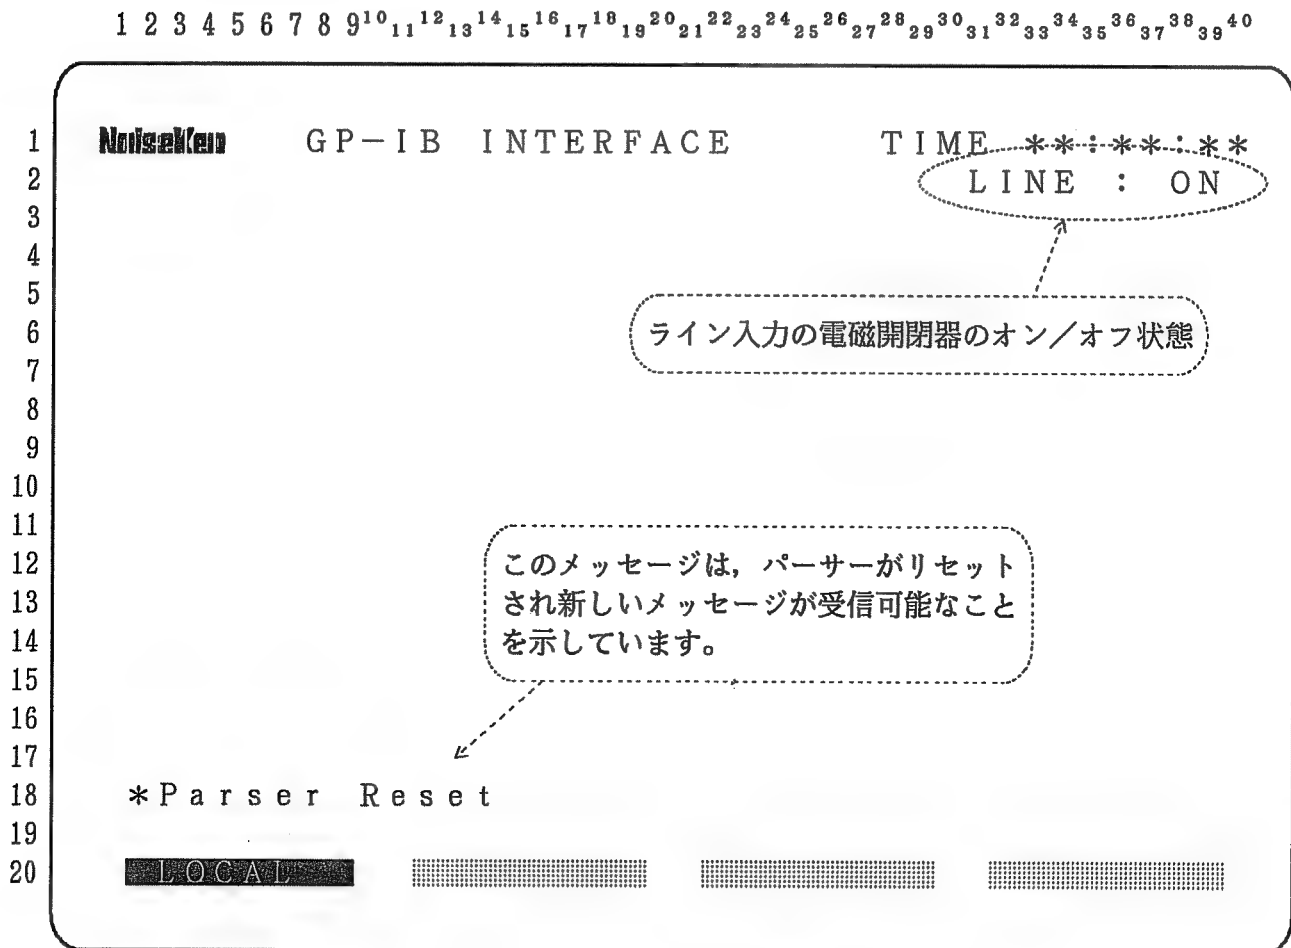 1 2 3 4 5 6 7 8 9 10 11 12 13 14 15 16 17 18 19 20 21 22 23 24 25 26 27 28 29 30 31 32 33 34 35 36 37 38 39 40
1 NoiseKen GP-IB INTERFACE TIME **:**:**
2 LINE : ON
3
4
5
6 ライン入力の電磁開閉器のオン／オフ状態
7
8
9
10
11
12 このメッセージは，パーサーがリセット
13 され新しいメッセージが受信可能なこと
14 を示しています。
15
16
17
18 *Parser Reset
19
20 LOCAL